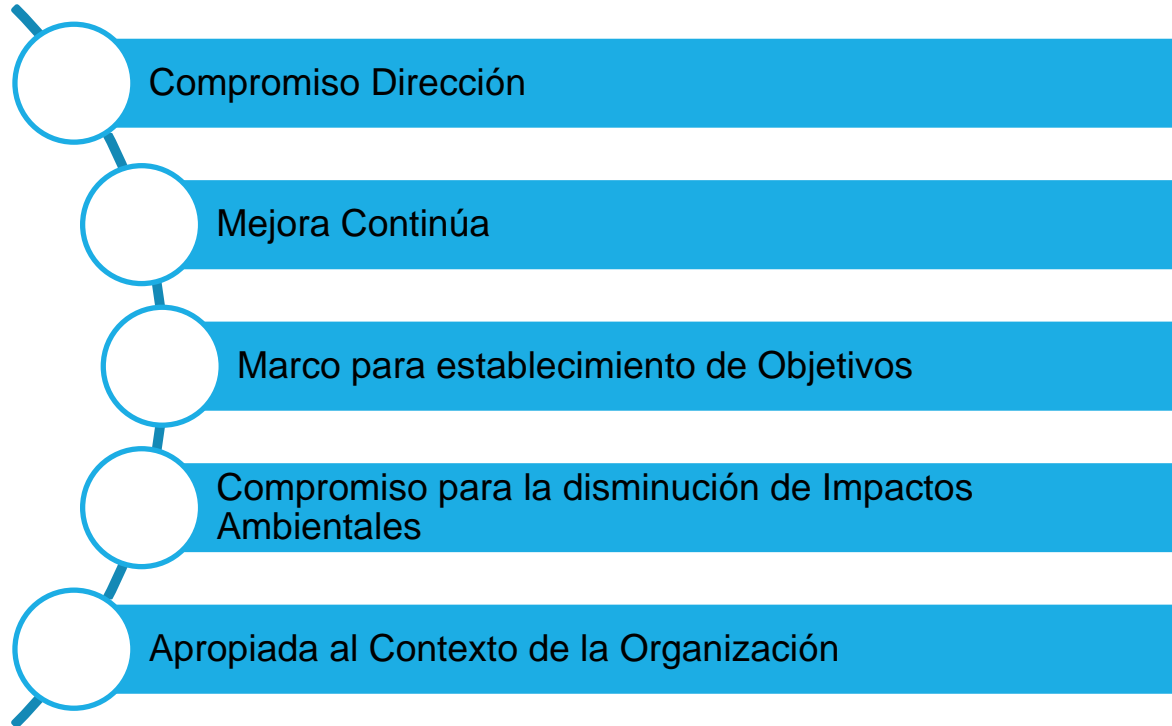 Compromiso Dirección
Mejora Continúa
Marco para establecimiento de Objetivos
Compromiso para la disminución de Impactos
Ambientales
Apropiada al Contexto de la Organización